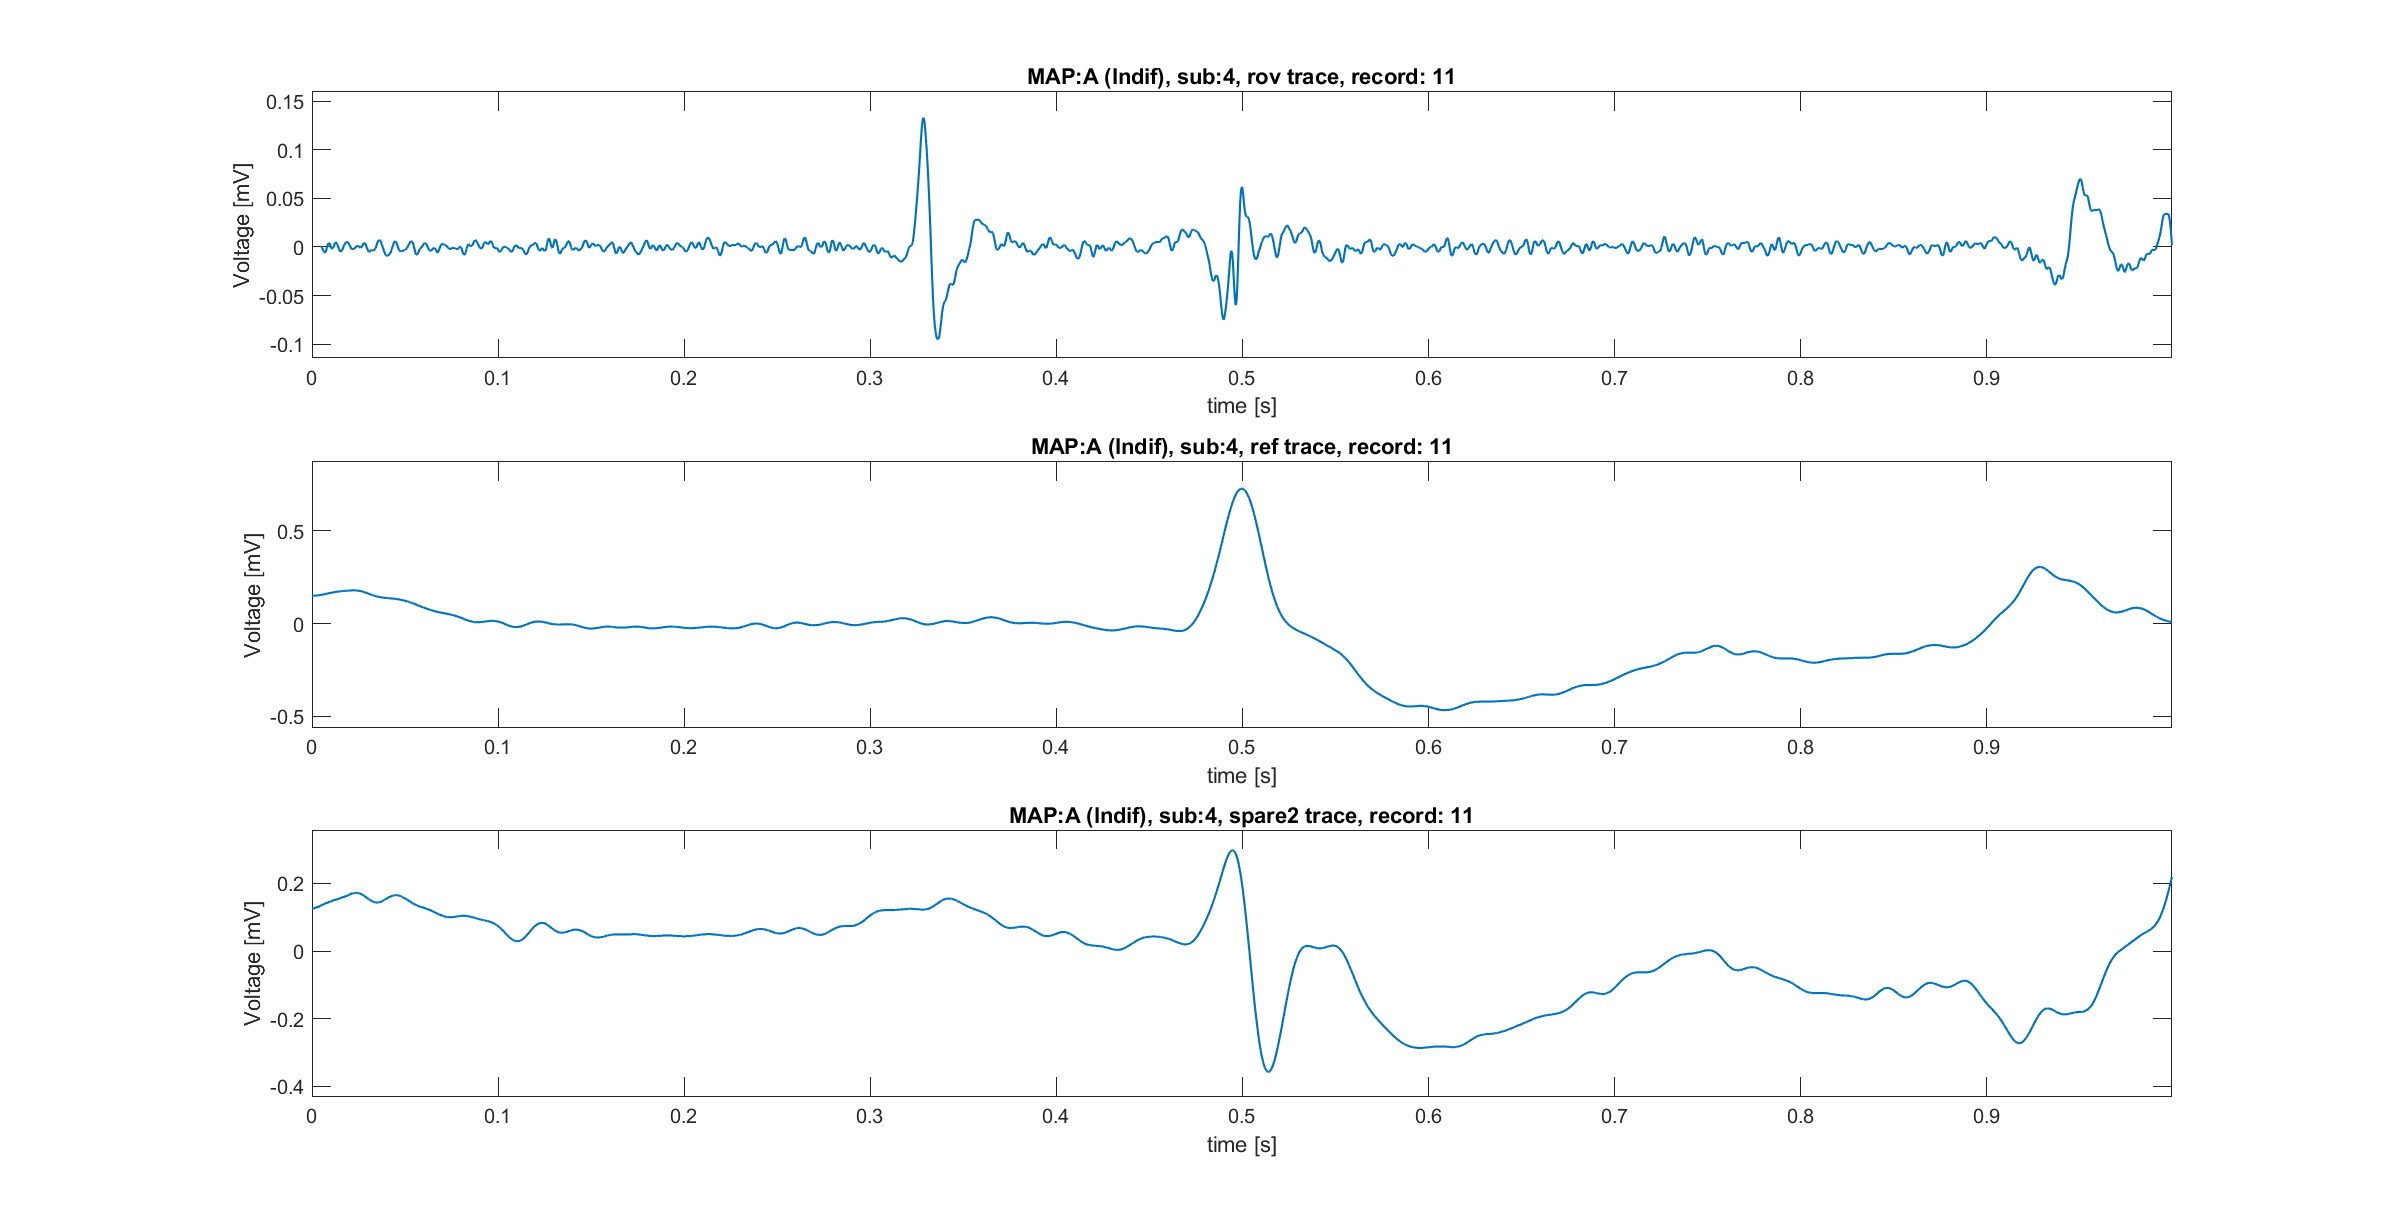 MAP:A (Indif), sub:4, rov trace, record: 11
Voltage [mV]
0.15
0.1
0.05
0
-0.05
-0.1
0 0.1 0.2 0.3 0.4 0.5 0.6 0.7 0.8 0.9
time [s]
MAP:A (Indif), sub:4, ref trace, record: 11
Voltage [mV]
0.5
0
-0.5
0 0.1 0.2 0.3 0.4 0.5 0.6 0.7 0.8 0.9
time [s]
MAP:A (Indif), sub:4, spare2 trace, record: 11
Voltage [mV]
0.2
0
-0.2
-0.4
0 0.1 0.2 0.3 0.4 0.5 0.6 0.7 0.8 0.9
time [s]